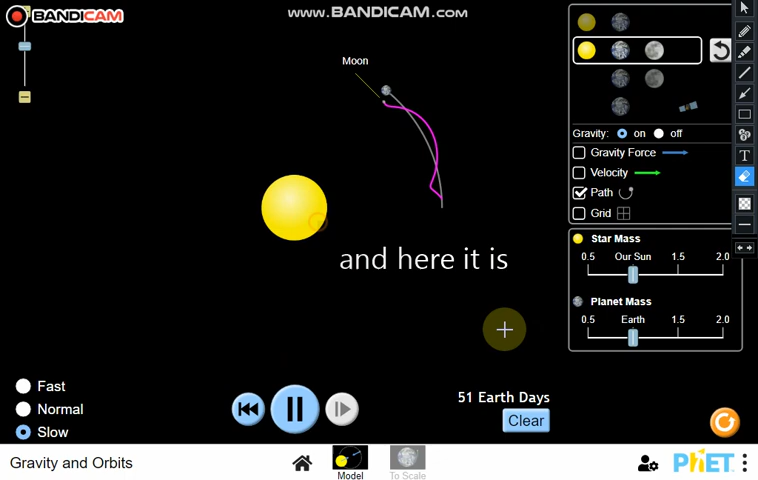 BANDICAM
www.BANDICAM.com
Moon
and here it is
Gravity: on off
Gravity Force
Velocity
Path
Grid
Star Mass
0.5 Our Sun 1.5 2.0
Planet Mass
0.5 Earth 1.5 2.0
Fast
Normal
Slow
51 Earth Days
Clear
Gravity and Orbits
Model
To Scale
PhET
T